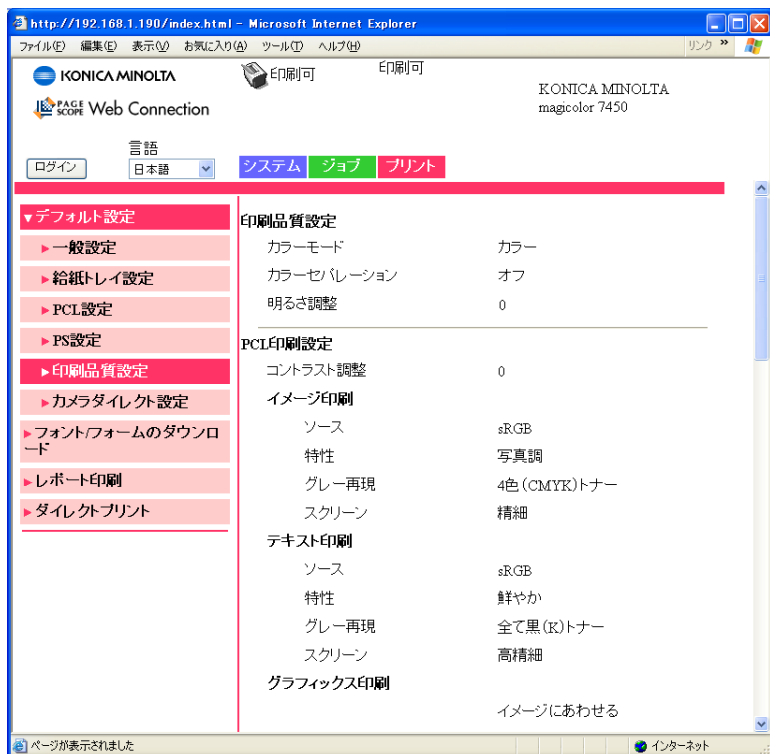 http://192.168.1.190/index.html - Microsoft Internet Explorer
ファイル(F) 編集(E) 表示(V) お気に入り(A) ツール(T) ヘルプ(H) リンク »
KONICA MINOLTA
印刷可 印刷可
KONICA MINOLTA
magicolor 7450
PAGE SCOPE Web Connection
言語
ログイン 日本語 システム ジョブ プリント
▼デフォルト設定
▶一般設定
▶給紙トレイ設定
▶PCL設定
▶PS設定
▶印刷品質設定
▶カメラダイレクト設定
▶フォント/フォームのダウンロ
ード
▶レポート印刷
▶ダイレクトプリント
印刷品質設定
カラーモード カラー
カラーセパレーション オフ
明るさ調整 0
PCL印刷設定
コントラスト調整 0
イメージ印刷
ソース sRGB
特性 写真調
グレー再現 4色(CMYK)トナー
スクリーン 精細
テキスト印刷
ソース sRGB
特性 鮮やか
グレー再現 全て黒(K)トナー
スクリーン 高精細
グラフィックス印刷
イメージにあわせる
ページが表示されました インターネット